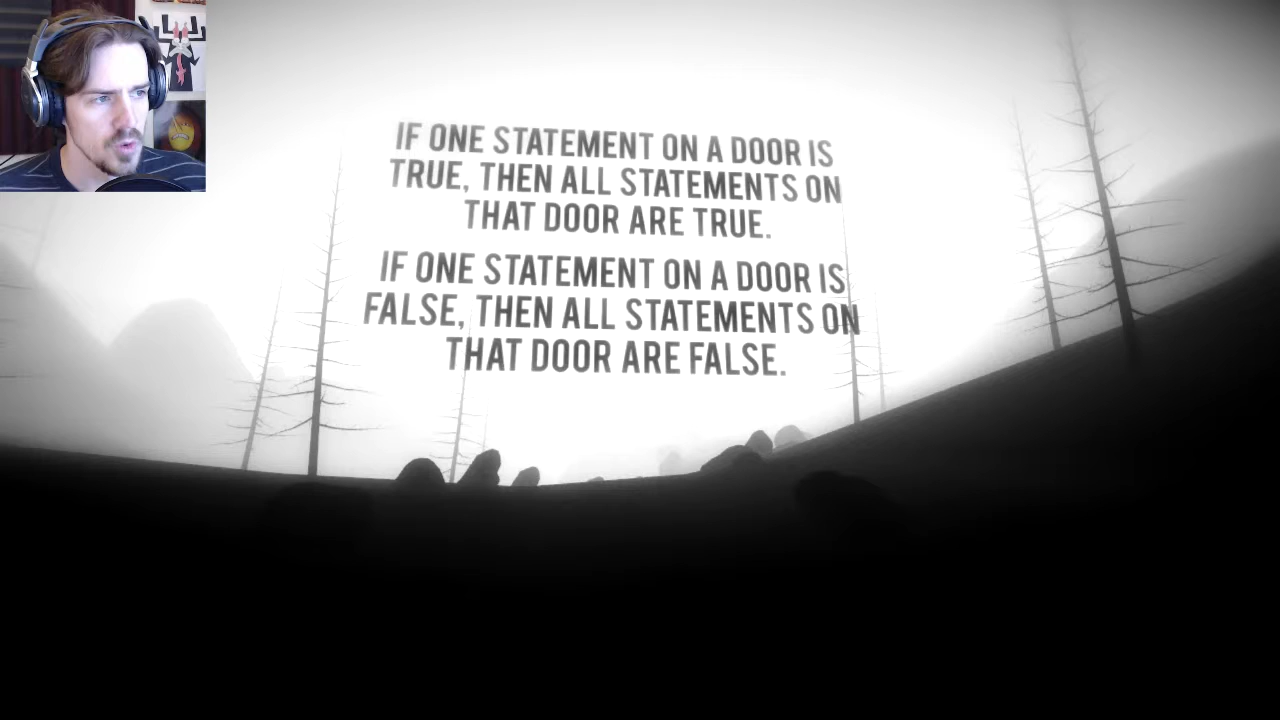 IF ONE STATEMENT ON A DOOR IS
TRUE, THEN ALL STATEMENTS ON
THAT DOOR ARE TRUE.
IF ONE STATEMENT ON A DOOR IS
FALSE, THEN ALL STATEMENTS ON
THAT DOOR ARE FALSE.